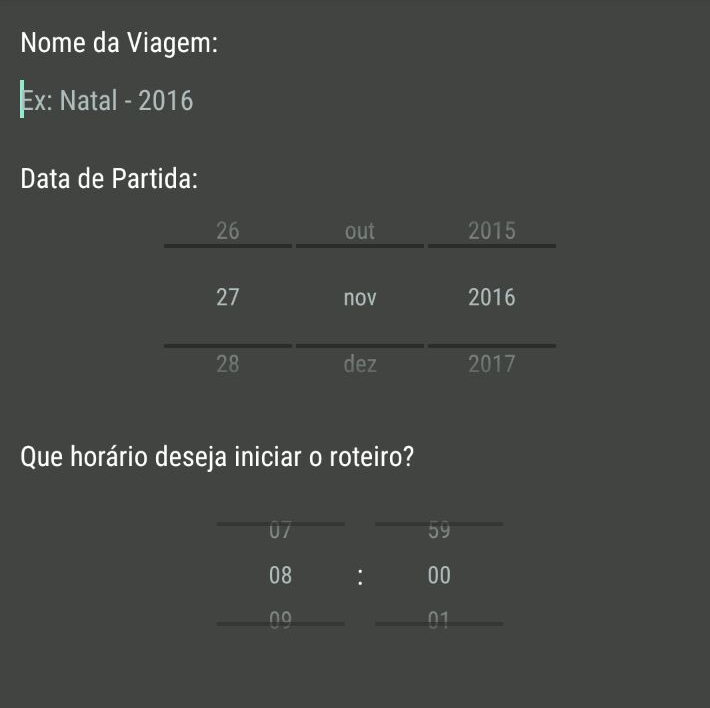 Nome da Viagem:
Ex: Natal - 2016
Data de Partida:
26 out 2015
27 nov 2016
28 dez 2017
Que horário deseja iniciar o roteiro?
07 59
08 : 00
09 01